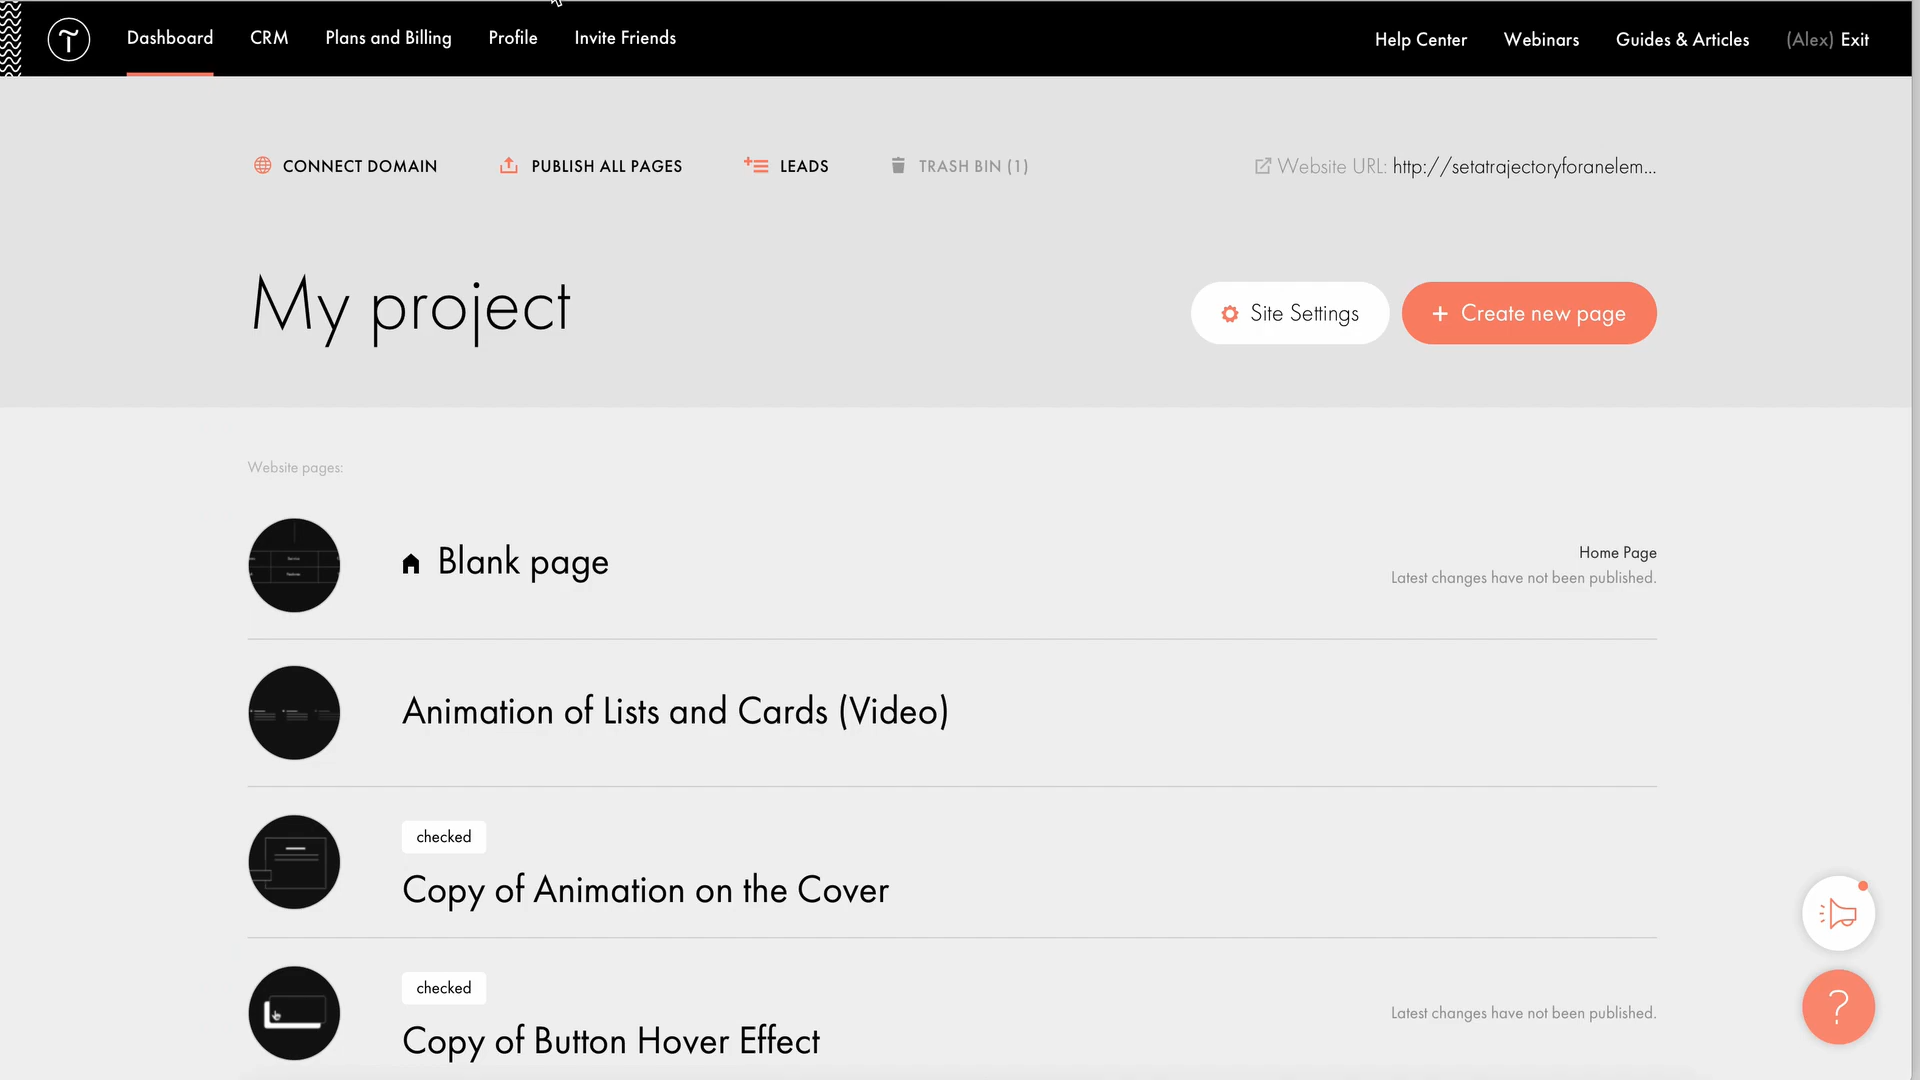 Dashboard
CRM
Plans and Billing
Profile
Invite Friends
Help Center
Webinars
Guides & Articles
(Alex) Exit
CONNECT DOMAIN
PUBLISH ALL PAGES
LEADS
TRASH BIN (1)
Website URL: http://setatrajectoryforanelem...
My project
Site Settings
+ Create new page
Website pages:
Blank page
Home Page
Latest changes have not been published.
Animation of Lists and Cards (Video)
checked
Copy of Animation on the Cover
checked
Copy of Button Hover Effect
Latest changes have not been published.
?